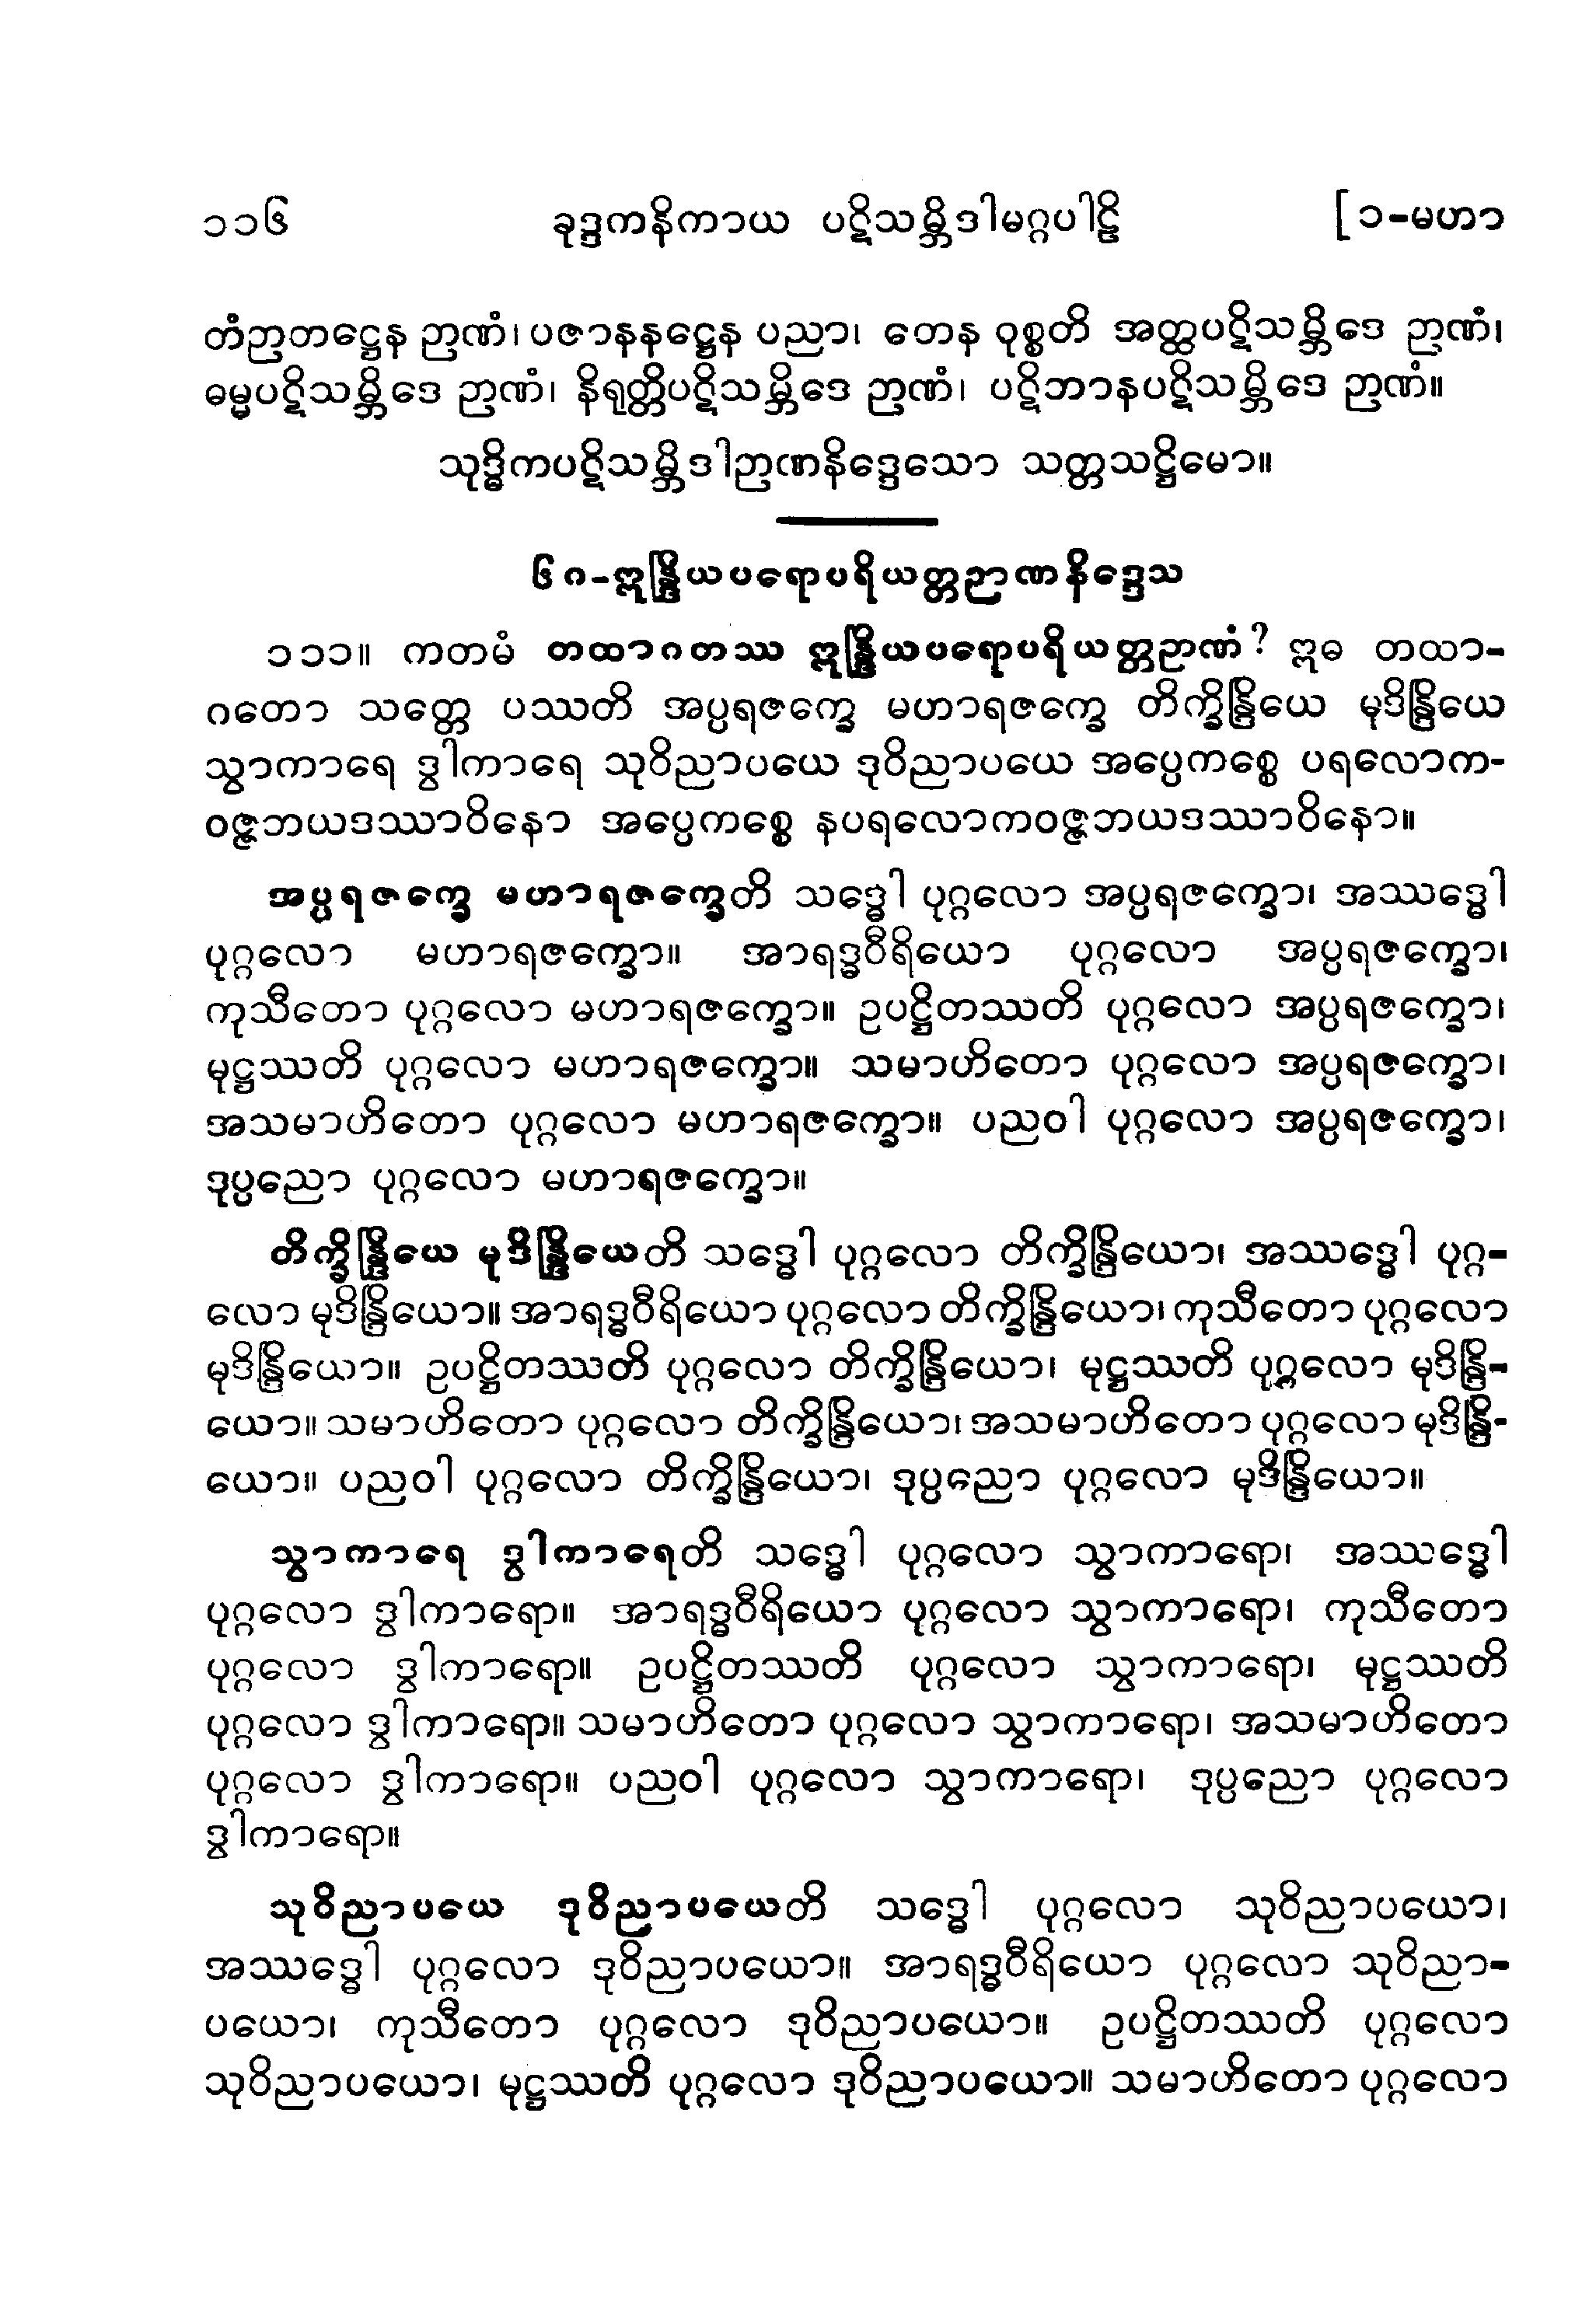 ၁၁၆ ခုဒ္ဒကနိကာယ ပဋိသမ္ဘိဒါမဂ္ဂပါဠိ [ ၁-မဟာ
တံဉာတဋ္ဌေန ဉာဏံ၊ ပဇာနနဋ္ဌေန ပညာ၊ တေန ဝုစ္စတိ အတ္ထပဋိသမ္ဘိဒေ ဉာဏံ၊
ဓမ္မပဋိသမ္ဘိဒေ ဉာဏံ၊ နိရုတ္တိပဋိသမ္ဘိဒေ ဉာဏံ၊ ပဋိဘာနပဋိသမ္ဘိဒေ ဉာဏံ။
သုဒ္ဓိကပဋိသမ္ဘိဒါဉာဏနိဒ္ဒေသော သတ္တသဋ္ဌိမော။
၆၈-ဣန္ဒြိယပရောပရိယတ္တဉာဏနိဒ္ဒေသ
၁၁၁။ ကတမံ တထာဂတဿ ဣန္ဒြိယပရောပရိယတ္တဉာဏံ? ဣဓ တထာ-
ဂတော သတ္တေ ပဿတိ အပ္ပရဇက္ခေ မဟာရဇက္ခေ တိက္ခိန္ဒြိယေ မုဒိန္ဒြိယေ
သွာကာရေ ဒွါကာရေ သုဝိညာပယေ ဒုဝိညာပယေ အပ္ပေကစ္စေ ပရလောက-
ဝဇ္ဇဘယဒဿာဝိနော အပ္ပေကစ္စေ နပရလောကဝဇ္ဇဘယဒဿာဝိနော။
အပ္ပရဇက္ခေ မဟာရဇက္ခေတိ သဒ္ဓေါ ပုဂ္ဂလော အပ္ပရဇက္ခော၊ အဿဒ္ဓေါ
ပုဂ္ဂလော မဟာရဇက္ခော။ အာရဒ္ဓဝီရိယော ပုဂ္ဂလော အပ္ပရဇက္ခော၊
ကုသီတော ပုဂ္ဂလော မဟာရဇက္ခော။ ဥပဋ္ဌိတဿတိ ပုဂ္ဂလော အပ္ပရဇက္ခော၊
မုဋ္ဌဿတိ ပုဂ္ဂလော မဟာရဇက္ခော။ သမာဟိတော ပုဂ္ဂလော အပ္ပရဇက္ခော၊
အသမာဟိတော ပုဂ္ဂလော မဟာရဇက္ခော။ ပညဝါ ပုဂ္ဂလော အပ္ပရဇက္ခော၊
ဒုပ္ပညော ပုဂ္ဂလော မဟာရဇက္ခော။
တိက္ခိန္ဒြိယေ မုဒိန္ဒြိယေတိ သဒ္ဓေါ ပုဂ္ဂလော တိက္ခိန္ဒြိယော၊ အဿဒ္ဓေါ ပုဂ္ဂ-
လော မုဒိန္ဒြိယော။ အာရဒ္ဓဝီရိယော ပုဂ္ဂလော တိက္ခိန္ဒြိယော၊ ကုသီတော ပုဂ္ဂလော
မုဒိန္ဒြိယော။ ဥပဋ္ဌိတဿတိ ပုဂ္ဂလော တိက္ခိန္ဒြိယော၊ မုဋ္ဌဿတိ ပုဂ္ဂလော မုဒိန္ဒြိ-
ယော။ သမာဟိတော ပုဂ္ဂလော တိက္ခိန္ဒြိယော၊ အသမာဟိတော ပုဂ္ဂလော မုဒိန္ဒြိ-
ယော။ ပညဝါ ပုဂ္ဂလော တိက္ခိန္ဒြိယော၊ ဒုပ္ပညော ပုဂ္ဂလော မုဒိန္ဒြိယော။
သွာကာရေ ဒွါကာရေတိ သဒ္ဓေါ ပုဂ္ဂလော သွာကာရော၊ အဿဒ္ဓေါ
ပုဂ္ဂလော ဒွါကာရော။ အာရဒ္ဓဝီရိယော ပုဂ္ဂလော သွာကာရော၊ ကုသီတော
ပုဂ္ဂလော ဒွါကာရော။ ဥပဋ္ဌိတဿတိ ပုဂ္ဂလော သွာကာရော၊ မုဋ္ဌဿတိ
ပုဂ္ဂလော ဒွါကာရော။ သမာဟိတော ပုဂ္ဂလော သွာကာရော၊ အသမာဟိတော
ပုဂ္ဂလော ဒွါကာရော။ ပညဝါ ပုဂ္ဂလော သွာကာရော၊ ဒုပ္ပညော ပုဂ္ဂလော
ဒွါကာရော။
သုဝိညာပယေ ဒုဝိညာပယေတိ သဒ္ဓေါ ပုဂ္ဂလော သုဝိညာပယော၊
အဿဒ္ဓေါ ပုဂ္ဂလော ဒုဝိညာပယော။ အာရဒ္ဓဝီရိယော ပုဂ္ဂလော သုဝိညာ-
ပယော၊ ကုသီတော ပုဂ္ဂလော ဒုဝိညာပယော။ ဥပဋ္ဌိတဿတိ ပုဂ္ဂလော
သုဝိညာပယော၊ မုဋ္ဌဿတိ ပုဂ္ဂလော ဒုဝိညာပယော။ သမာဟိတော ပုဂ္ဂလော